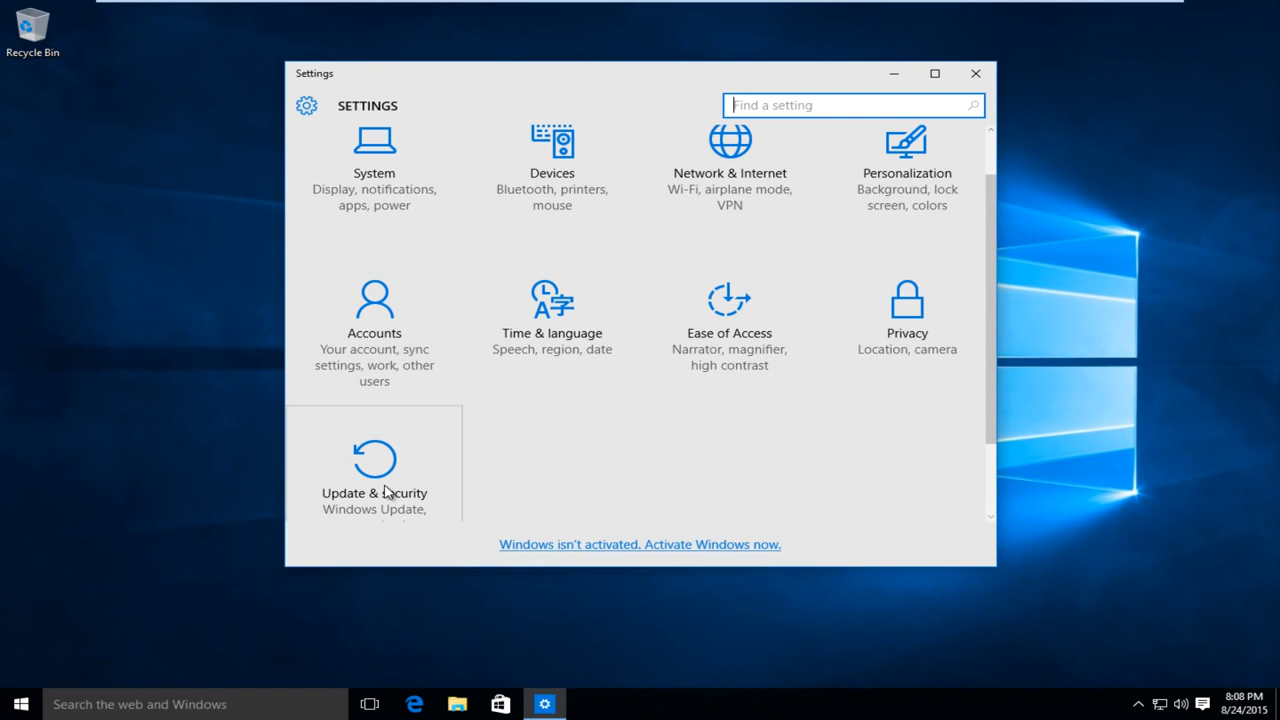 Recycle Bin
Settings
SETTINGS
Find a setting
System
Display, notifications,
apps, power
Devices
Bluetooth, printers,
mouse
Network & Internet
Wi-Fi, airplane mode,
VPN
Personalization
Background, lock
screen, colors
Accounts
Your account, sync
settings, work, other
users
Time & language
Speech, region, date
Ease of Access
Narrator, magnifier,
high contrast
Privacy
Location, camera
Update & Security
Windows Update,
Windows isn't activated. Activate Windows now.
Search the web and Windows
8:08 PM
8/24/2015